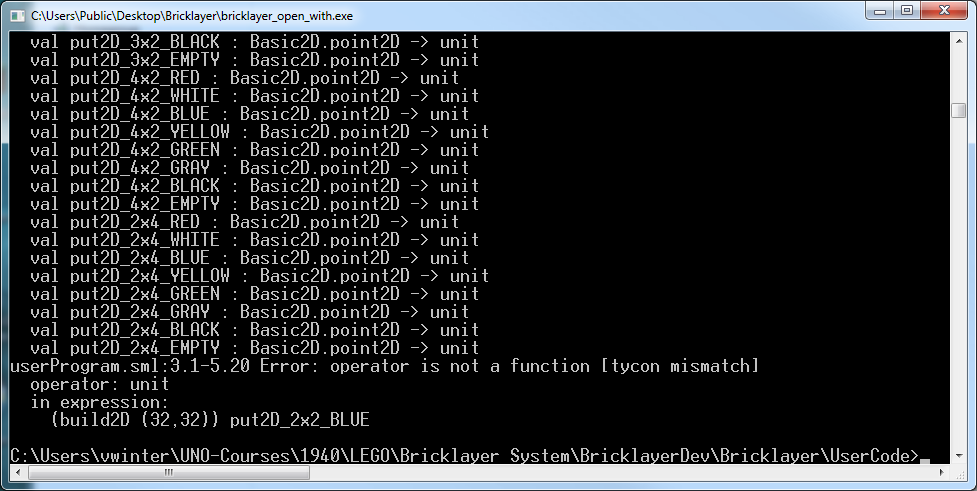 C:\Users\Public\Desktop\Bricklayer\bricklayer_open_with.exe
val put2D_3x2_BLACK : Basic2D.point2D -> unit
val put2D_3x2_EMPTY : Basic2D.point2D -> unit
val put2D_4x2_RED : Basic2D.point2D -> unit
val put2D_4x2_WHITE : Basic2D.point2D -> unit
val put2D_4x2_BLUE : Basic2D.point2D -> unit
val put2D_4x2_YELLOW : Basic2D.point2D -> unit
val put2D_4x2_GREEN : Basic2D.point2D -> unit
val put2D_4x2_GRAY : Basic2D.point2D -> unit
val put2D_4x2_BLACK : Basic2D.point2D -> unit
val put2D_4x2_EMPTY : Basic2D.point2D -> unit
val put2D_2x4_RED : Basic2D.point2D -> unit
val put2D_2x4_WHITE : Basic2D.point2D -> unit
val put2D_2x4_BLUE : Basic2D.point2D -> unit
val put2D_2x4_YELLOW : Basic2D.point2D -> unit
val put2D_2x4_GREEN : Basic2D.point2D -> unit
val put2D_2x4_GRAY : Basic2D.point2D -> unit
val put2D_2x4_BLACK : Basic2D.point2D -> unit
val put2D_2x4_EMPTY : Basic2D.point2D -> unit
userProgram.sml:3.1-5.20 Error: operator is not a function [tycon mismatch]
operator: unit
in expression:
(build2D (32,32)) put2D_2x2_BLUE
C:\Users\vwinter\UNO-Courses\1940\LEGO\Bricklayer System\BricklayerDev\Bricklayer\UserCode>_